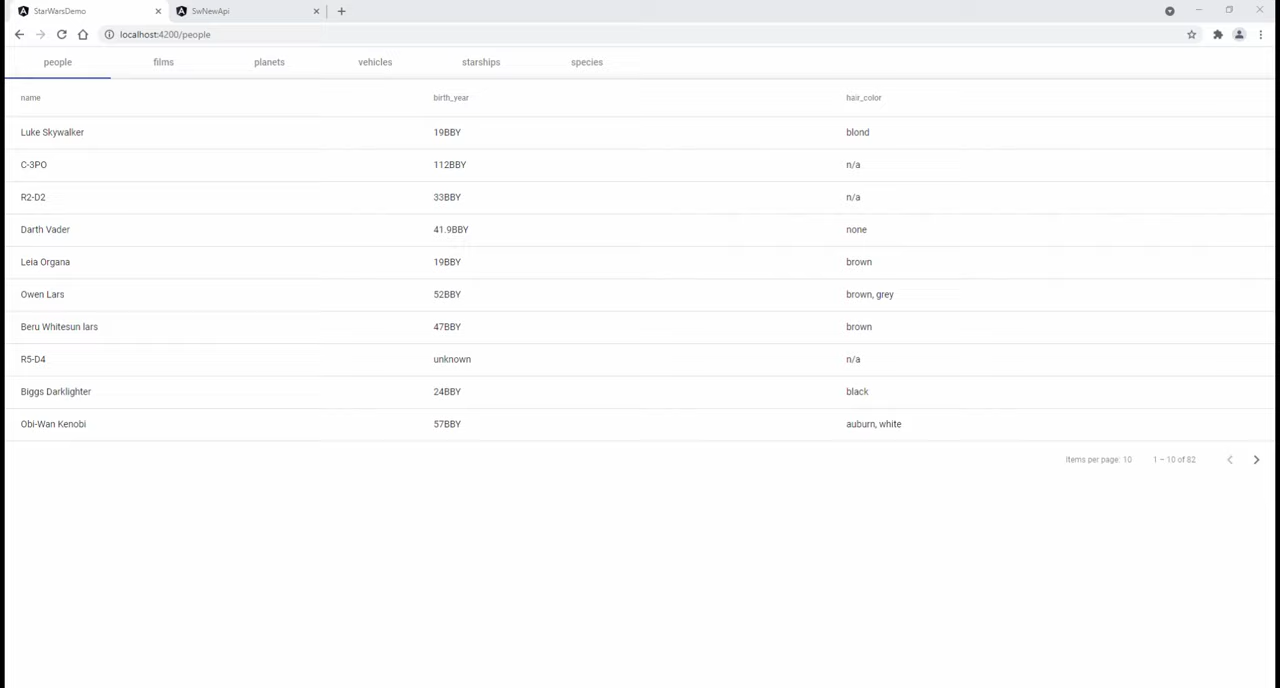 StarWarsDemo SwNewApi
localhost:4200/people
people films planets vehicles starships species
name birth_year hair_color
Luke Skywalker 19BBY blond
C-3PO 112BBY n/a
R2-D2 33BBY n/a
Darth Vader 41.9BBY none
Leia Organa 19BBY brown
Owen Lars 52BBY brown, grey
Beru Whitesun lars 47BBY brown
R5-D4 unknown n/a
Biggs Darklighter 24BBY black
Obi-Wan Kenobi 57BBY auburn, white
Items per page: 10 1 – 10 of 82